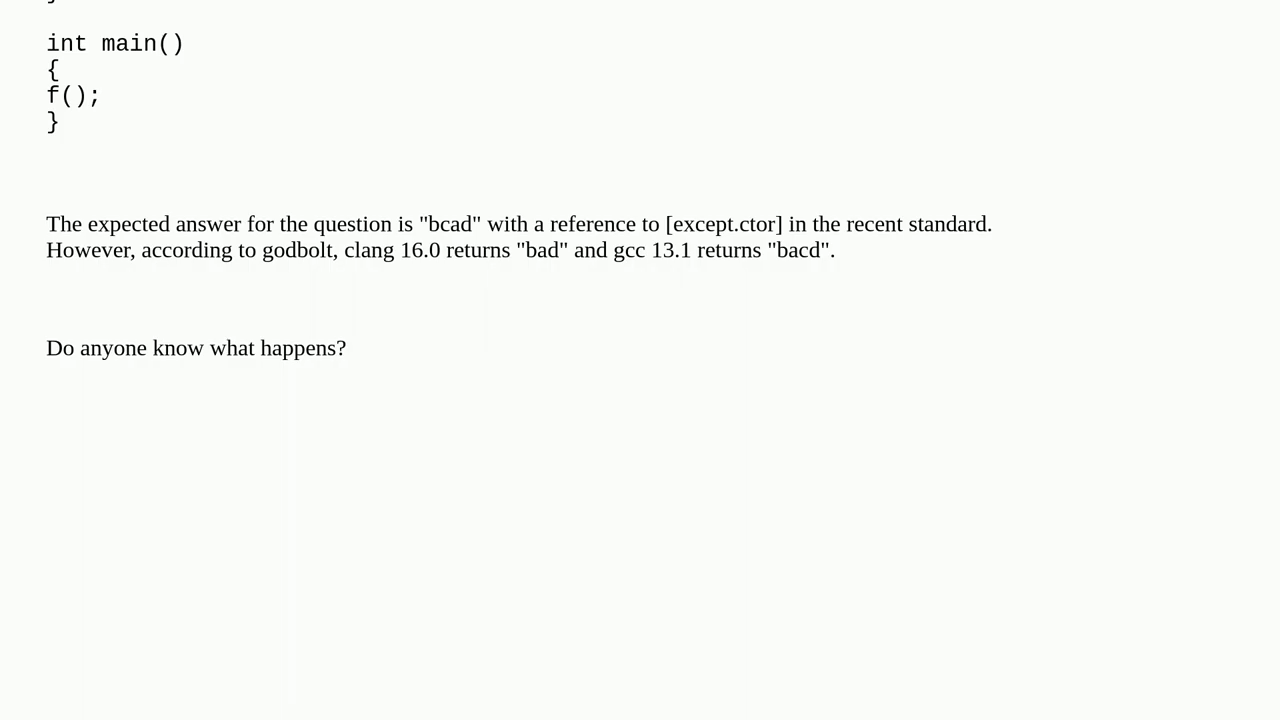 }
int main()
{
f();
}
The expected answer for the question is "bcad" with a reference to [except.ctor] in the recent standard.
However, according to godbolt, clang 16.0 returns "bad" and gcc 13.1 returns "bacd".
Do anyone know what happens?